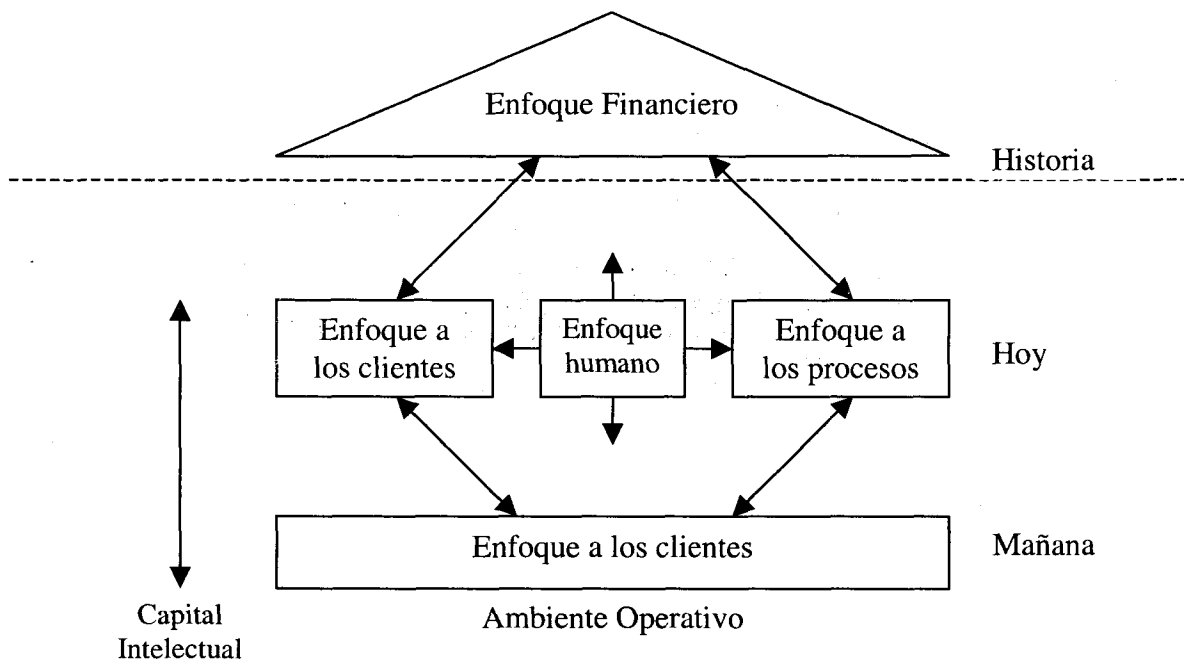 Enfoque Financiero
Historia
Enfoque a
los clientes
Enfoque
humano
Enfoque a
los procesos
Hoy
Enfoque a los clientes
Mañana
Capital
Intelectual
Ambiente Operativo